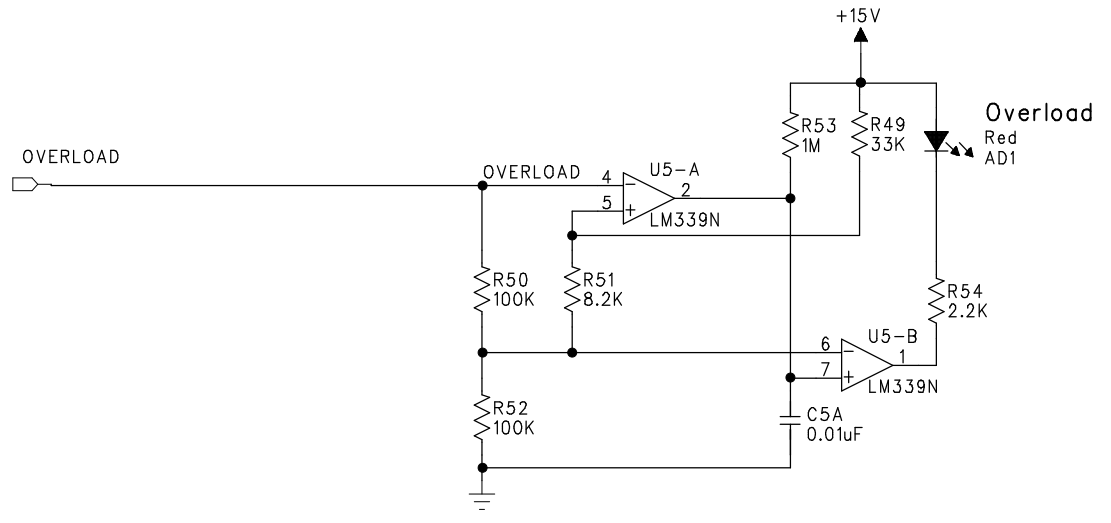 +15V
Overload
Red
AD1
R53
1M
R49
33K
OVERLOAD
OVERLOAD
4
5
U5-A
2
LM339N
R50
100K
R51
8.2K
R54
2.2K
6
7
U5-B
1
LM339N
R52
100K
C5A
0.01uF